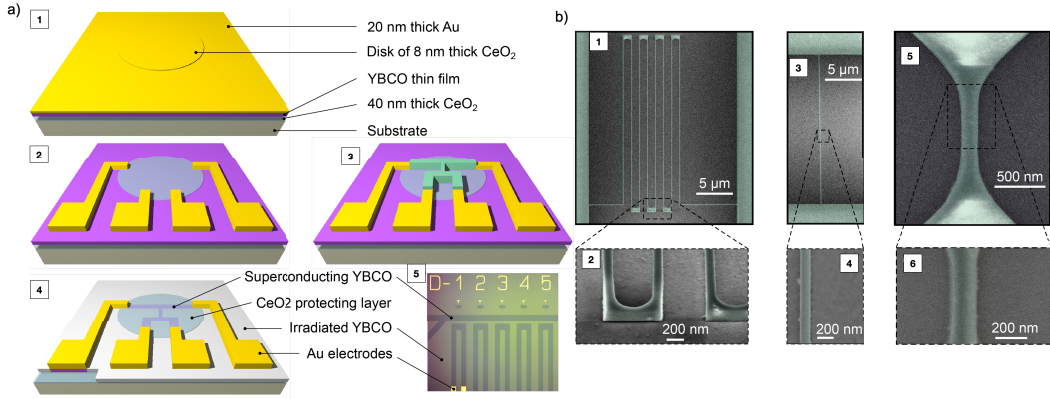 a)
1
20 nm thick Au
Disk of 8 nm thick CeO₂
YBCO thin film
40 nm thick CeO₂
Substrate
2
3
4
Superconducting YBCO
CeO2 protecting layer
Irradiated YBCO
Au electrodes
5
D-1 2 3 4 5
b)
1
5 µm
2
200 nm
3
5 µm
4
200 nm
5
500 nm
6
200 nm